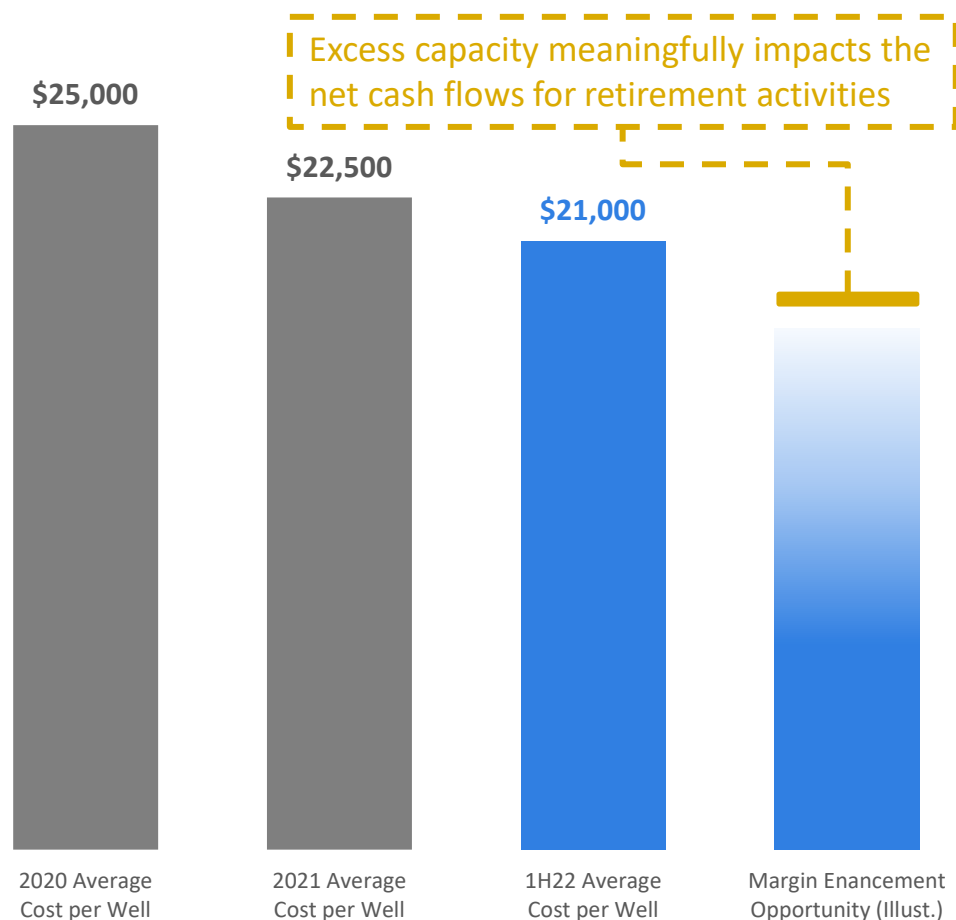 Excess capacity meaningfully impacts the
net cash flows for retirement activities
$25,000
$22,500
$21,000
2020 Average
Cost per Well
2021 Average
Cost per Well
1H22 Average
Cost per Well
Margin Enancement
Opportunity (Illust.)